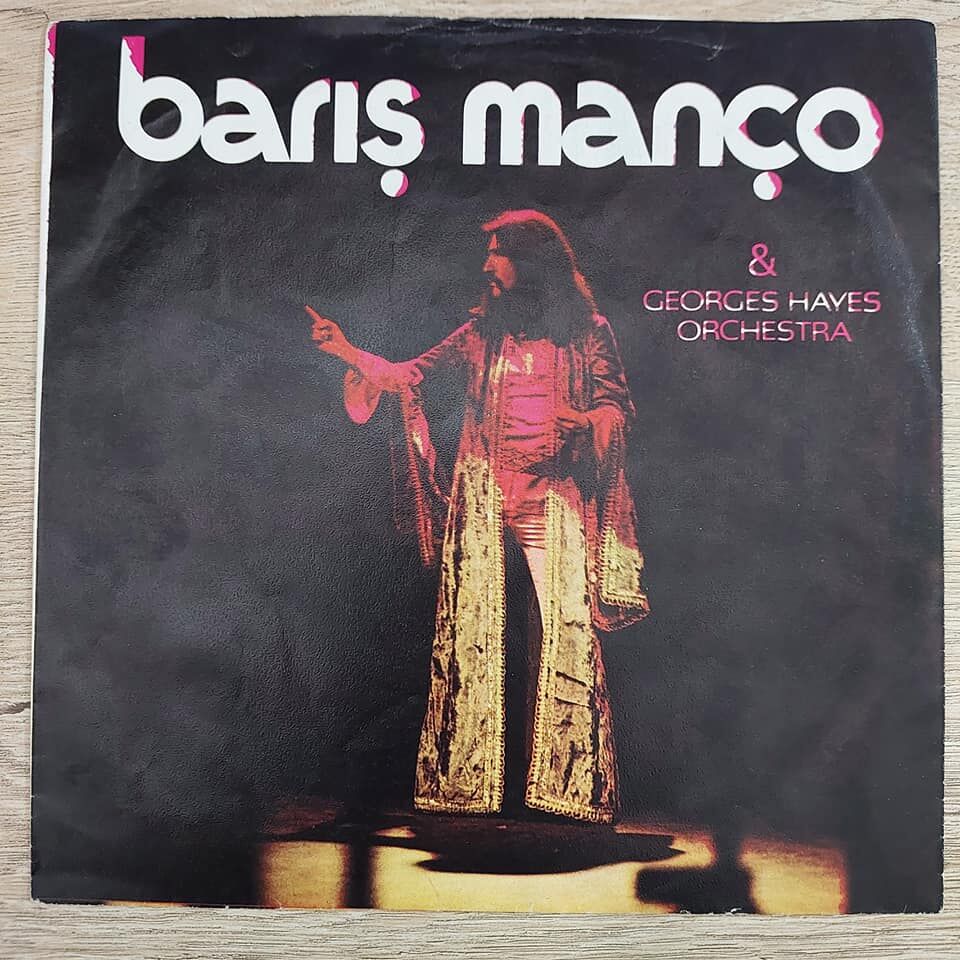 barış manço
&
GEORGES HAYES
ORCHESTRA